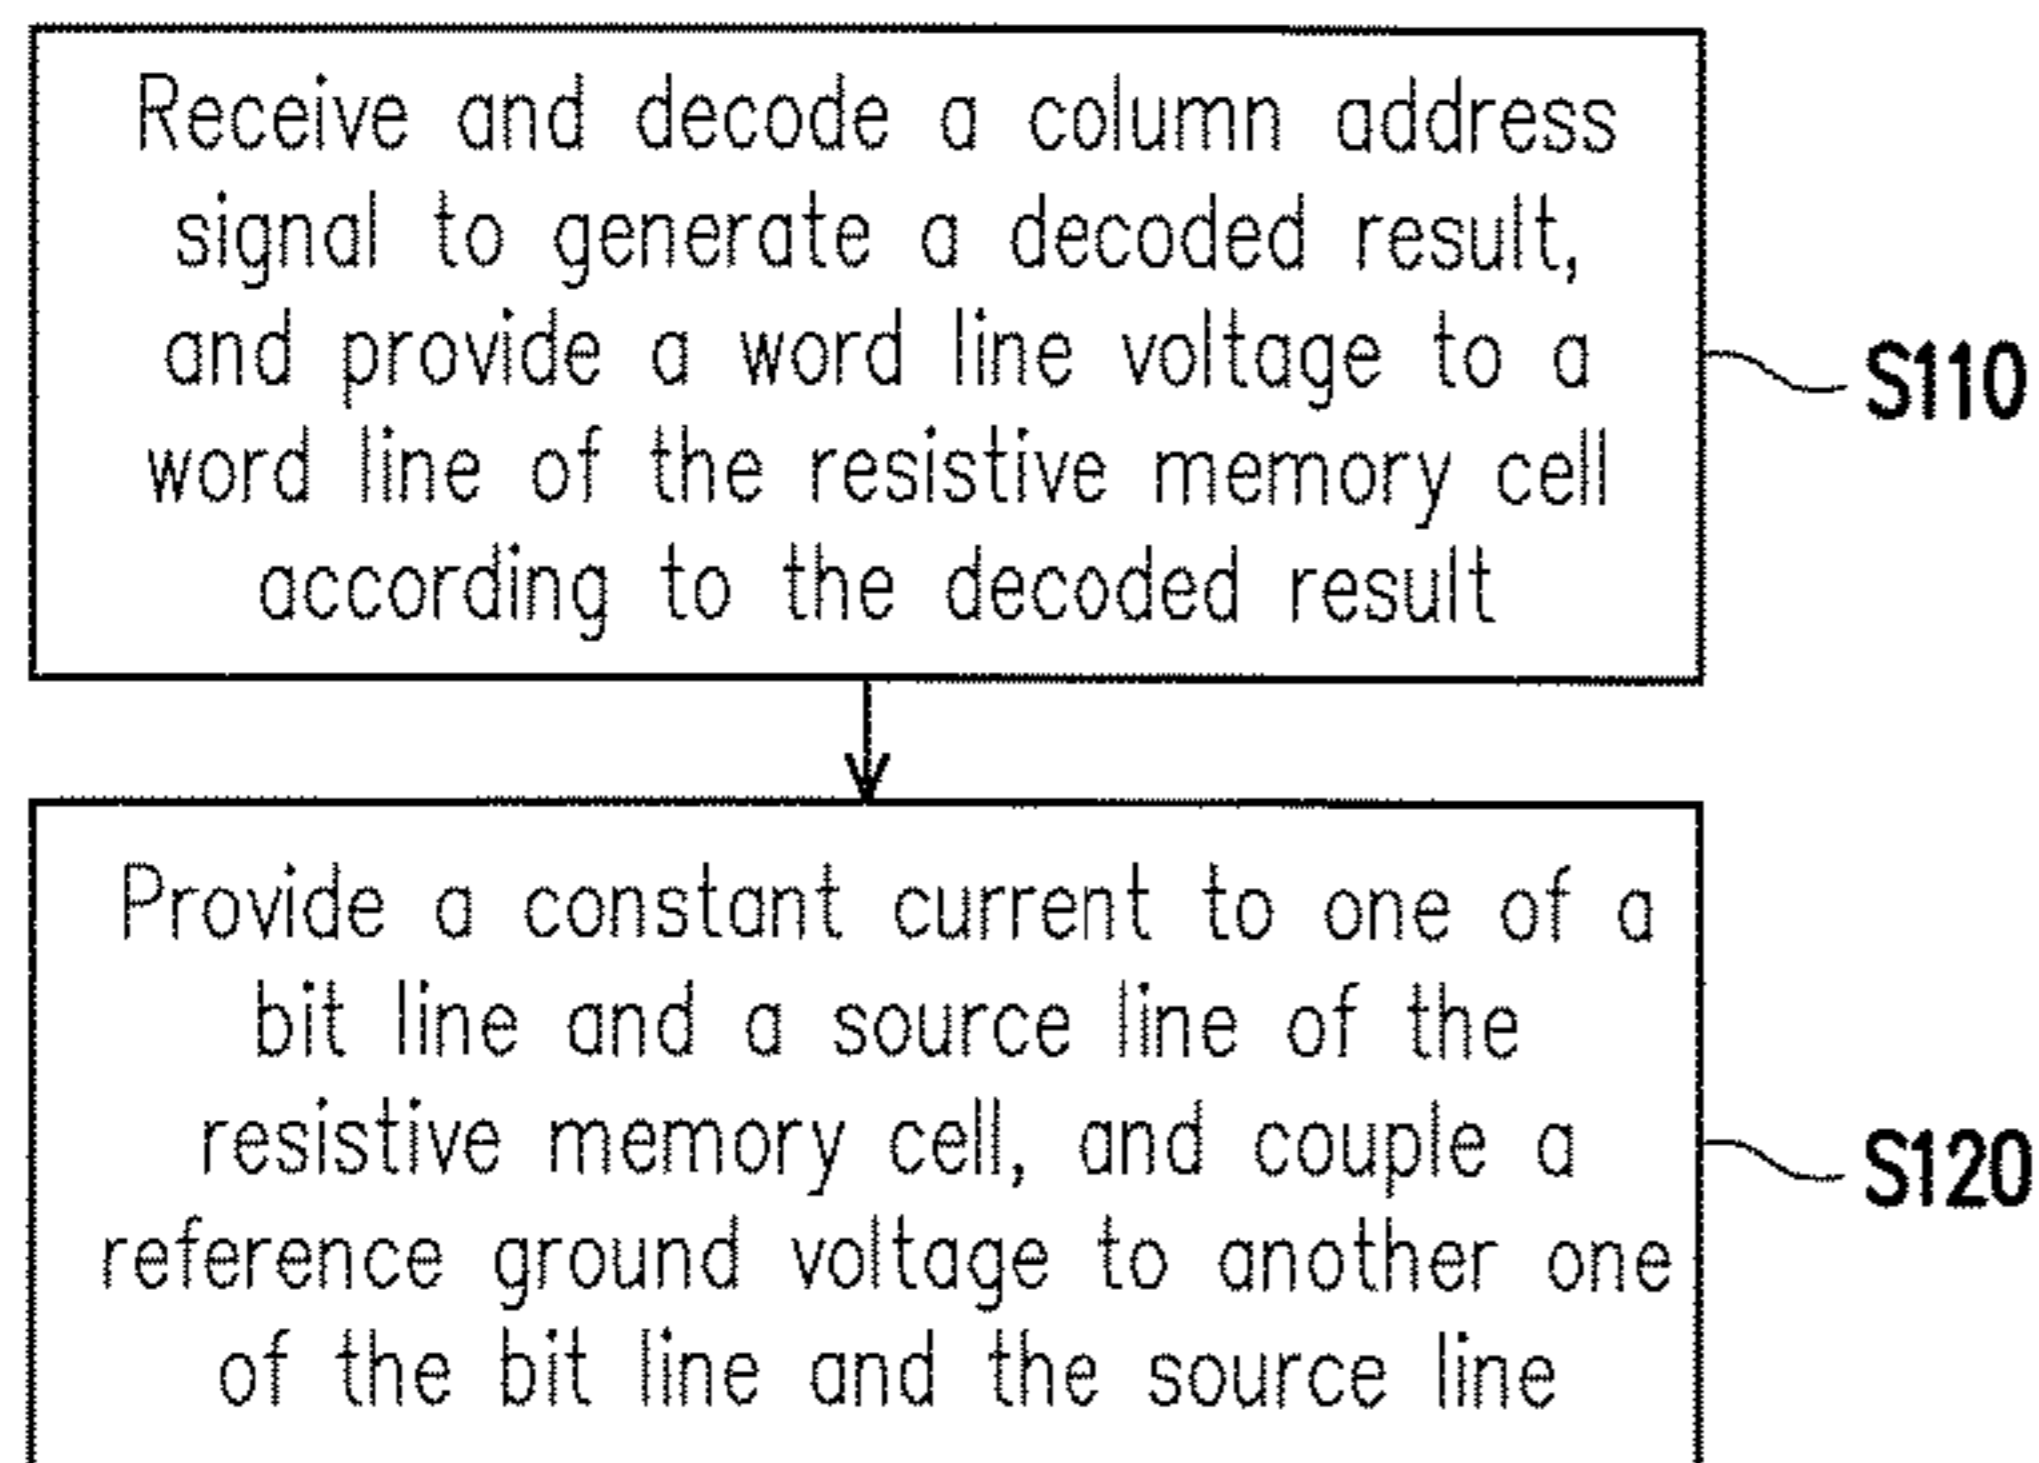 Receive and decode a column address
signal to generate a decoded result,
and provide a word line voltage to a
word line of the resistive memory cell
according to the decoded result
S110
Provide a constant current to one of a
bit line and a source line of the
resistive memory cell, and couple a
reference ground voltage to another one
of the bit line and the source line
S120